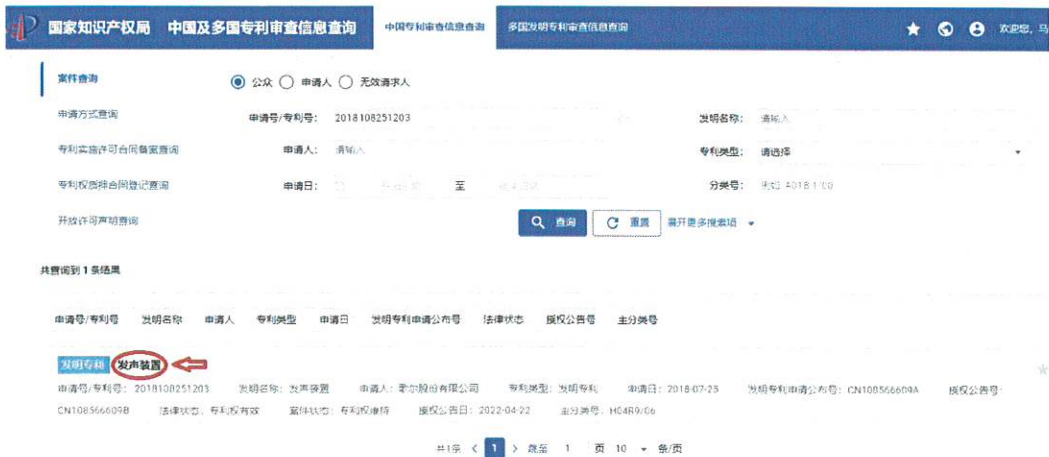 国家知识产权局 中国及多国专利审查信息查询 中国专利审查信息查询 多国发明专利审查信息查询 欢迎您，马
案件查询 公众 申请人 无效请求人
申请方式查询 申请号/专利号： 2018108251203 发明名称： 请输入
专利实施许可合同备案查询 申请人： 请输入 专利类型： 请选择
专利权质押合同登记查询 申请日： 至 分类号：
开放许可声明查询 查询 重置 展开更多搜索项
共查询到 1 条结果
申请号/专利号 发明名称 申请人 专利类型 申请日 发明专利申请公布号 法律状态 授权公告号 主分类号
发明专利 发声装置
申请号/专利号：2018108251203 发明名称：发声装置 申请人：歌尔股份有限公司 专利类型：发明专利 申请日：2018-07-25 发明专利申请公布号：CN108566609A 授权公告号：
CN108566609B 法律状态：专利权有效 案件状态：专利权维持 授权公告日：2022-04-22 主分类号：H04R9/06
共1条 1 跳至 1 页 10 条/页